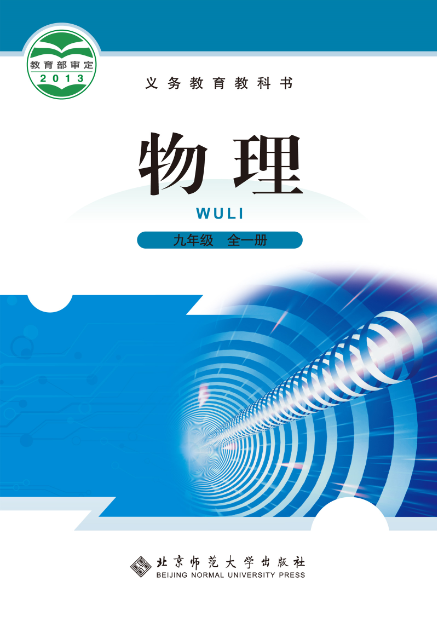 教育部审定
2013
义务教育教科书
物理
WULI
九年级 全一册
北京师范大学出版社
BEIJING NORMAL UNIVERSITY PRESS